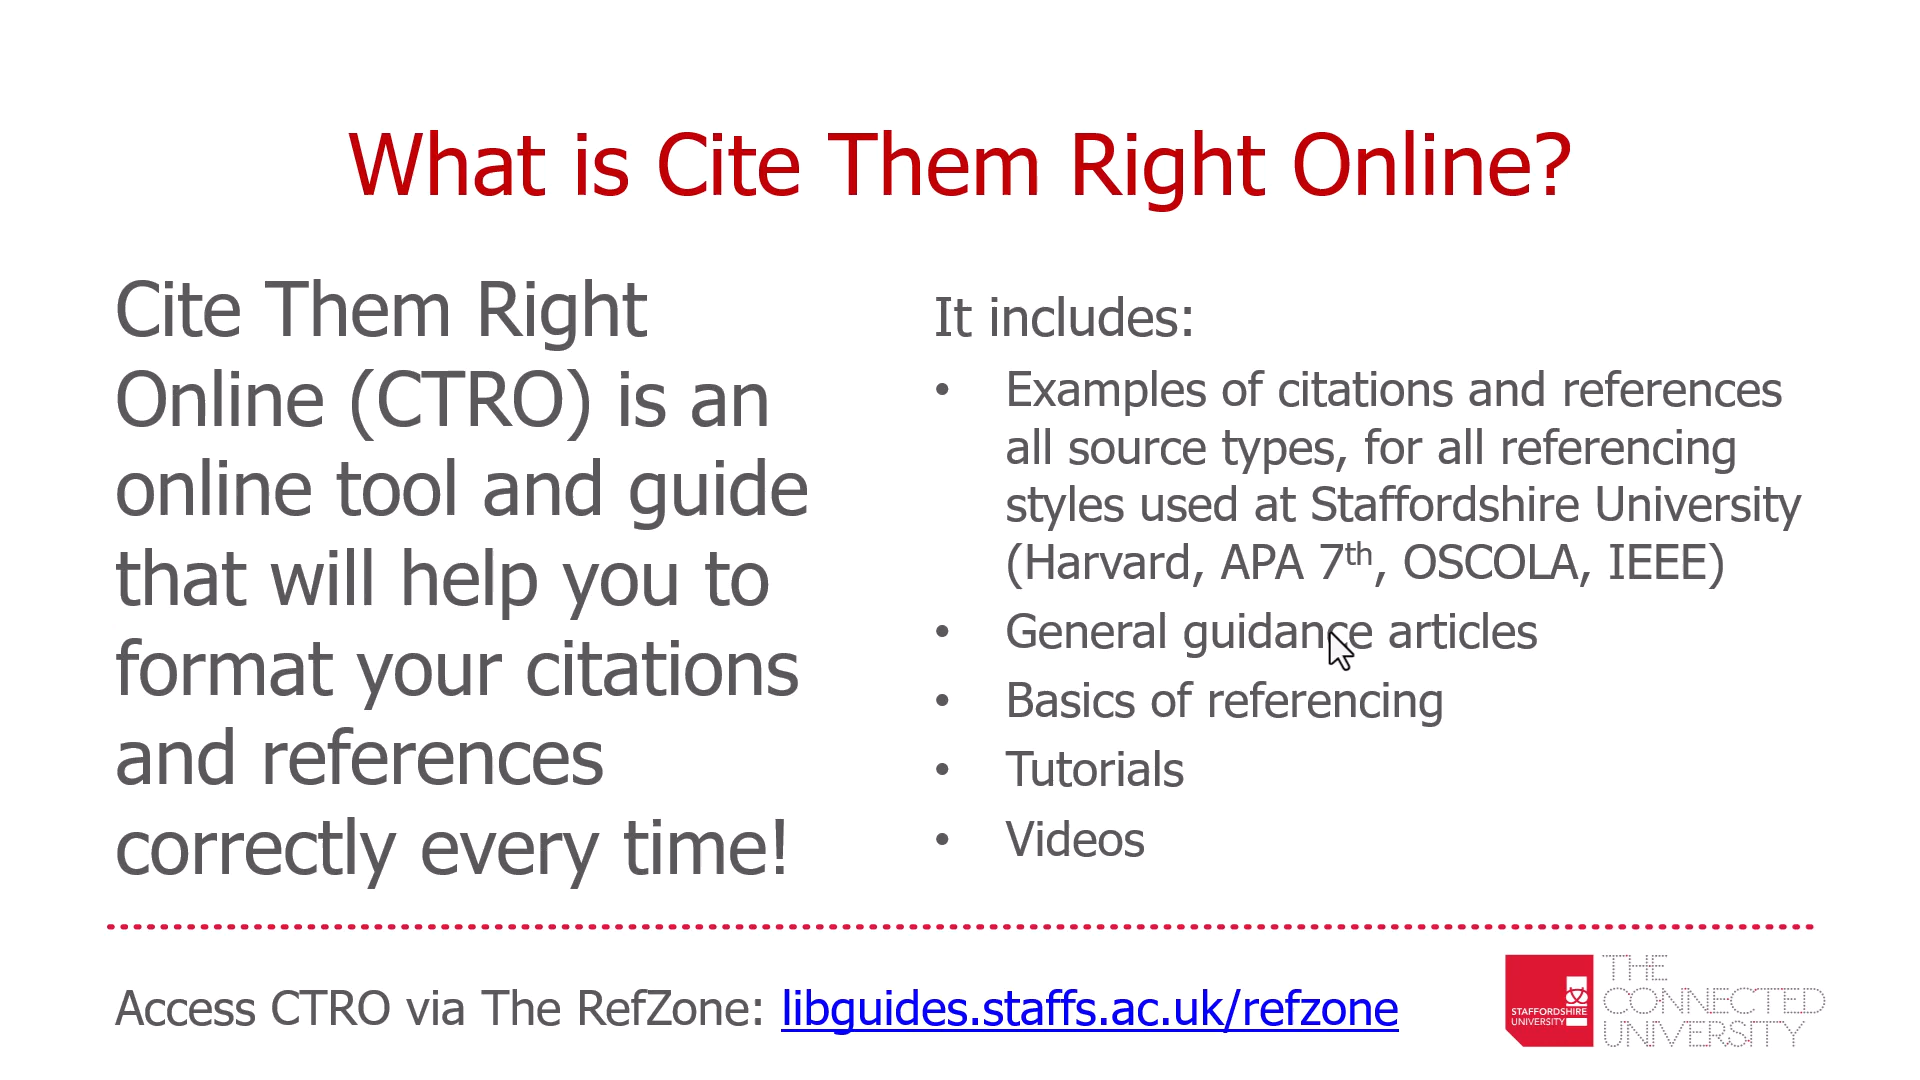 What is Cite Them Right Online?
Cite Them Right
Online (CTRO) is an
online tool and guide
that will help you to
format your citations
and references
correctly every time!
It includes:
• Examples of citations and references
all source types, for all referencing
styles used at Staffordshire University
(Harvard, APA 7th, OSCOLA, IEEE)
• General guidance articles
• Basics of referencing
• Tutorials
• Videos
Access CTRO via The RefZone: libguides.staffs.ac.uk/refzone
STAFFORDSHIRE
UNIVERSITY
THE
CONNECTED
UNIVERSITY